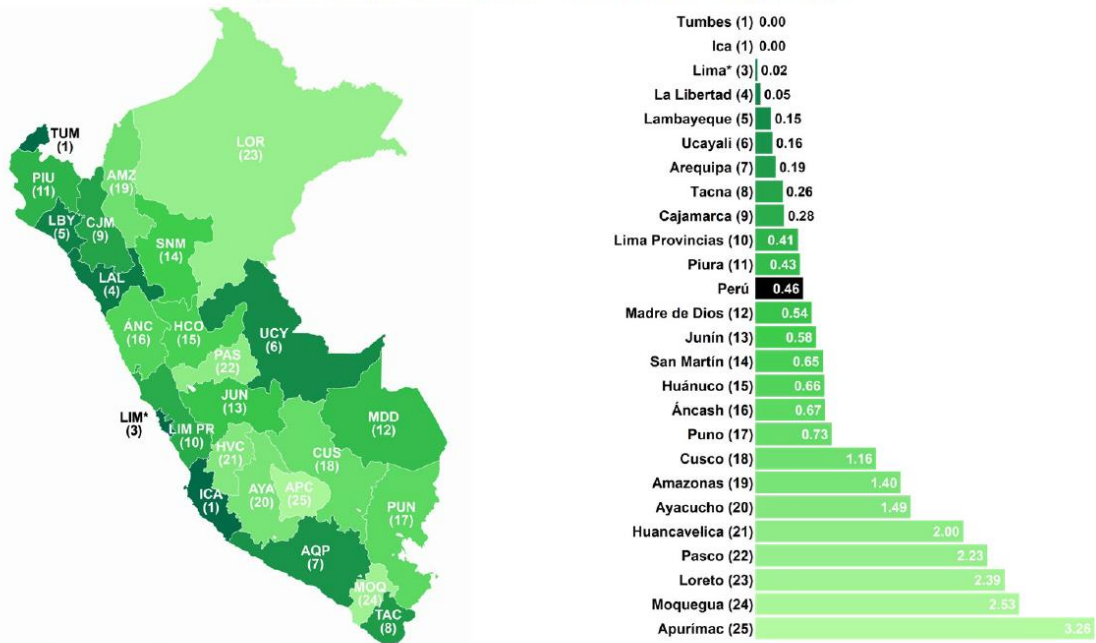 TUM
(1)
LOR
(23)
PIU
(11)
AMZ
(19)
LBY
(5)
CJM
(9)
SNM
(14)
LAL
(4)
ÁNC
(16)
HCO
(15)
UCY
(6)
PAS
(22)
JUN
(13)
LIM*
(3)
LIM PR
(10)
MDD
(12)
HVC
(21)
CUS
(18)
ICA
(1)
AYA
(20)
APC
(25)
PUN
(17)
AQP
(7)
MOQ
(24)
TAC
(8)
Tumbes (1) 0.00
Ica (1) 0.00
Lima* (3) 0.02
La Libertad (4) 0.05
Lambayeque (5) 0.15
Ucayali (6) 0.16
Arequipa (7) 0.19
Tacna (8) 0.26
Cajamarca (9) 0.28
Lima Provincias (10) 0.41
Piura (11) 0.43
Perú 0.46
Madre de Dios (12) 0.54
Junín (13) 0.58
San Martín (14) 0.65
Huánuco (15) 0.66
Áncash (16) 0.67
Puno (17) 0.73
Cusco (18) 1.16
Amazonas (19) 1.40
Ayacucho (20) 1.49
Huancavelica (21) 2.00
Pasco (22) 2.23
Loreto (23) 2.39
Moquegua (24) 2.53
Apurímac (25) 3.26